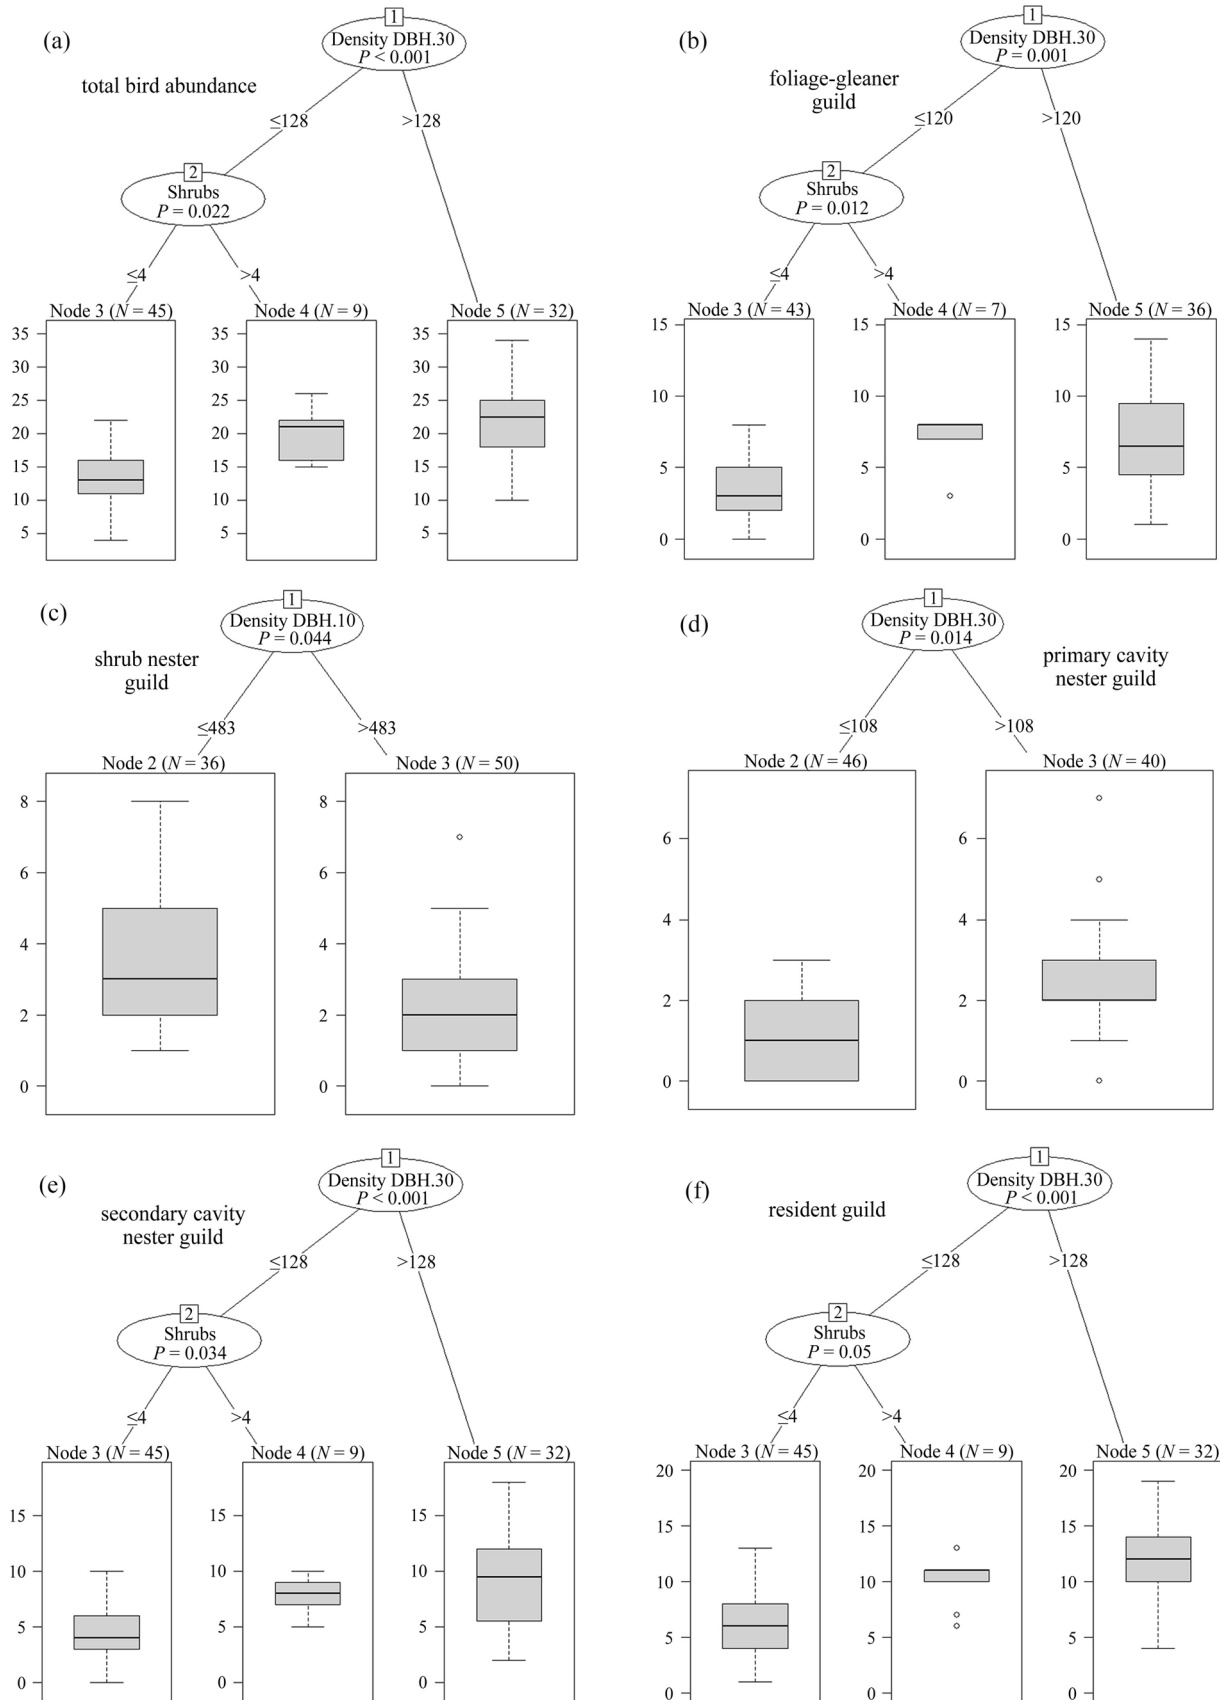 (a)
total bird abundance
1
Density DBH.30
P < 0.001
≤128
>128
2
Shrubs
P = 0.022
≤4
>4
Node 3 (N = 45)
35
30
25
20
15
10
5
Node 4 (N = 9)
35
30
25
20
15
10
5
Node 5 (N = 32)
35
30
25
20
15
10
5
(b)
foliage-gleaner
guild
1
Density DBH.30
P = 0.001
≤120
>120
2
Shrubs
P = 0.012
≤4
>4
Node 3 (N = 43)
15
10
5
0
Node 4 (N = 7)
15
10
5
0
Node 5 (N = 36)
15
10
5
0
(c)
shrub nester
guild
1
Density DBH.10
P = 0.044
≤483
>483
Node 2 (N = 36)
8
6
4
2
0
Node 3 (N = 50)
8
6
4
2
0
(d)
primary cavity
nester guild
1
Density DBH.30
P = 0.014
≤108
>108
Node 2 (N = 46)
6
4
2
0
Node 3 (N = 40)
6
4
2
0
(e)
secondary cavity
nester guild
1
Density DBH.30
P < 0.001
≤128
>128
2
Shrubs
P = 0.034
≤4
>4
Node 3 (N = 45)
15
10
5
0
Node 4 (N = 9)
15
10
5
0
Node 5 (N = 32)
15
10
5
0
(f)
resident guild
1
Density DBH.30
P < 0.001
≤128
>128
2
Shrubs
P = 0.05
≤4
>4
Node 3 (N = 45)
20
15
10
5
0
Node 4 (N = 9)
20
15
10
5
0
Node 5 (N = 32)
20
15
10
5
0